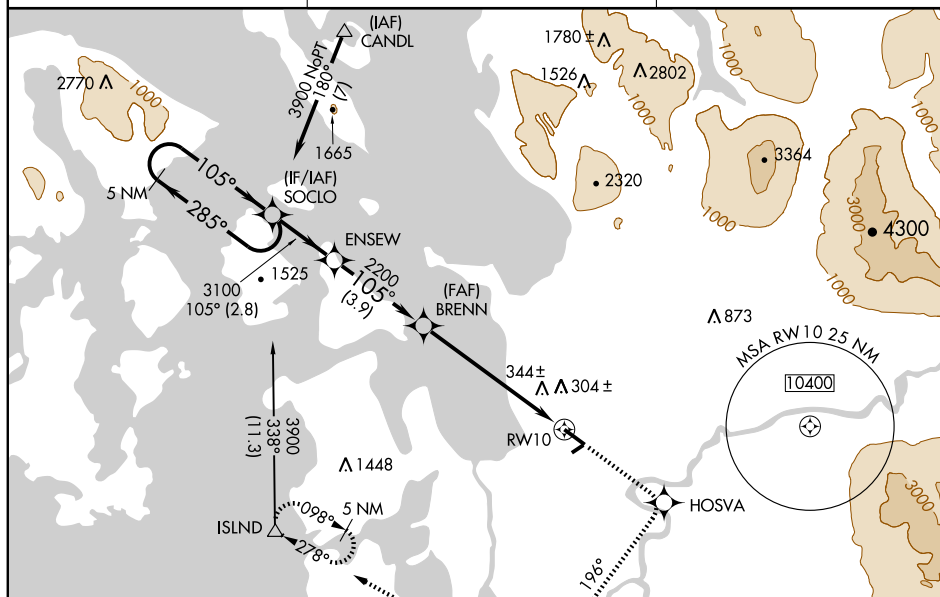 (IAF)
CANDL
1780 ±
2802
1526
2770
1000
3900 NoPT
180°
(7)
1665
1000
1000
3364
2320
1000
3000
4300
1000
1000
105°
5 NM
285°
(IF/IAF)
SOCLO
ENSEW
1525
3100
105° (2.8)
2200
105°
(3.9)
(FAF)
BRENN
873
MSA RW10 25 NM
10400
344±
304 ±
RW10
3900
338°
(11.3)
1448
HOSVA
3000
ISLND
098°
5 NM
278°
196°